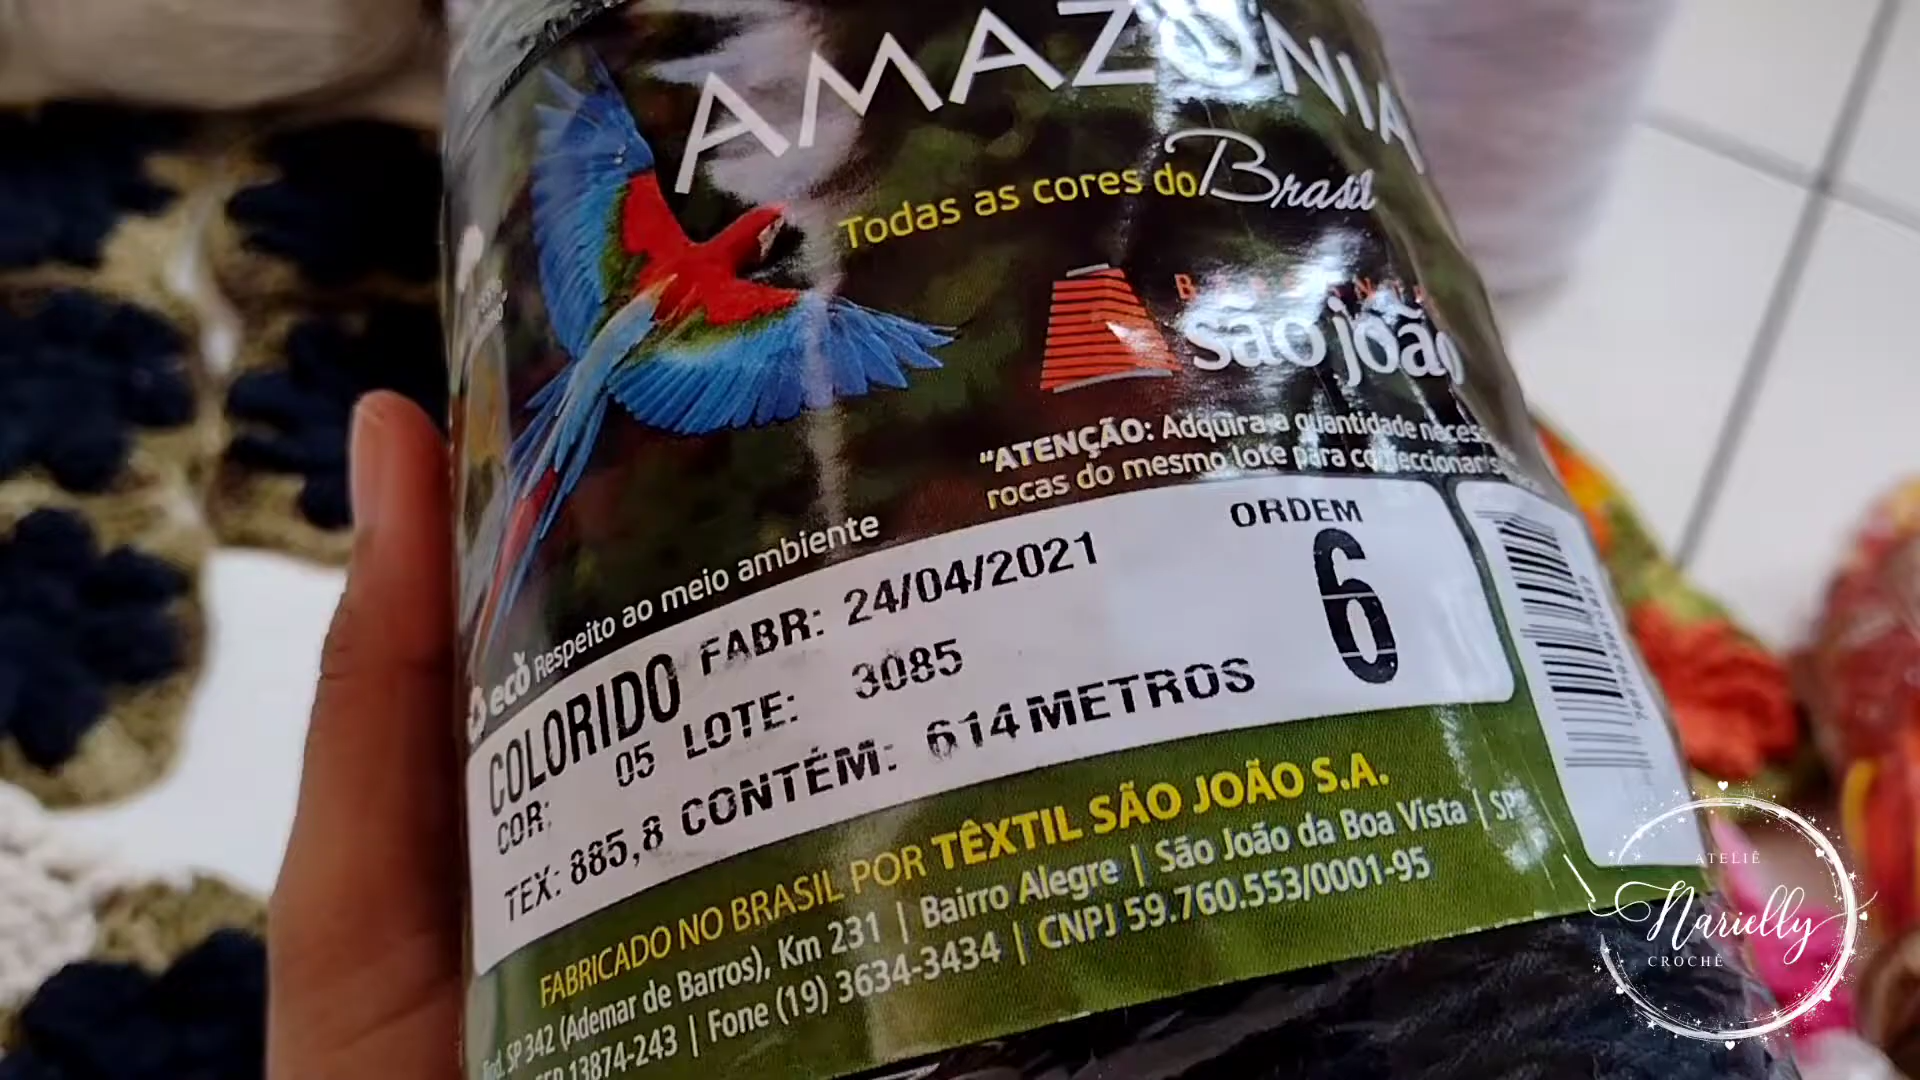 AMAZÔNIA
Todas as cores do Brasil
são joão
"ATENÇÃO: Adquira a quantidade
rocas do mesmo lote para confeccionar
eco Respeito ao meio ambiente
COLORIDO FABR: 24/04/2021
ORDEM
6
COR: 05 LOTE: 3085
TEX: 885,8 CONTÉM: 614 METROS
FABRICADO NO BRASIL POR TÊXTIL SÃO JOÃO S.A.
SP 342 (Ademar de Barros), Km 231 | Bairro Alegre | São João da Boa Vista | SP
13874-243 | Fone (19) 3634-3434 | CNPJ 59.760.553/0001-95
ATELIÊ
Narielly
CROCHÊ